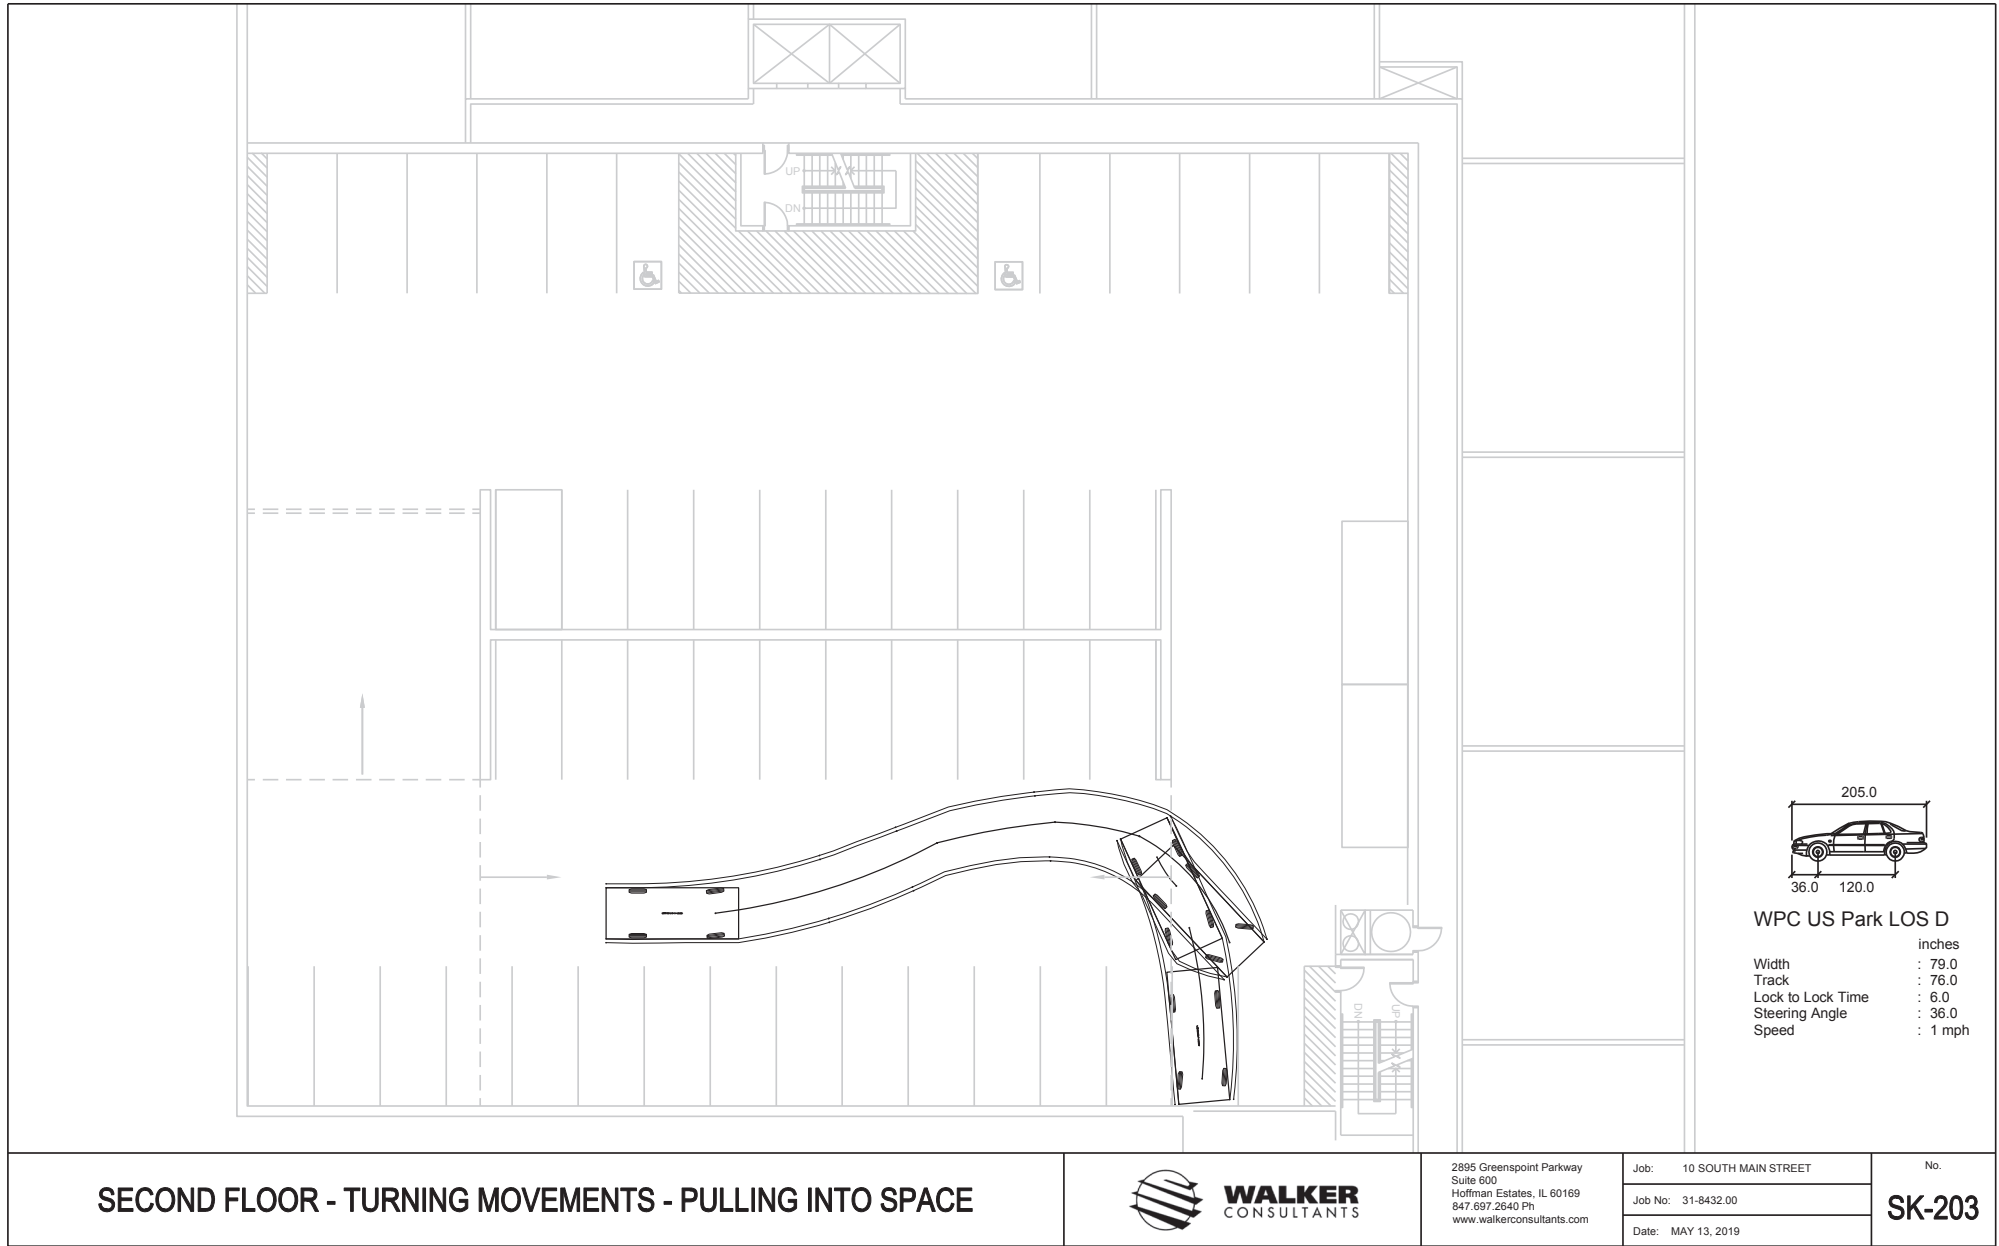 UP
DN
DN
UP
205.0
36.0 120.0
WPC US Park LOS D
inches
Width : 79.0
Track : 76.0
Lock to Lock Time : 6.0
Steering Angle : 36.0
Speed : 1 mph
SECOND FLOOR - TURNING MOVEMENTS - PULLING INTO SPACE
WALKER
CONSULTANTS
2895 Greenspoint Parkway
Suite 600
Hoffman Estates, IL 60169
847.697.2640 Ph
www.walkerconsultants.com
Job: 10 SOUTH MAIN STREET
Job No: 31-8432.00
Date: MAY 13, 2019
No.
SK-203